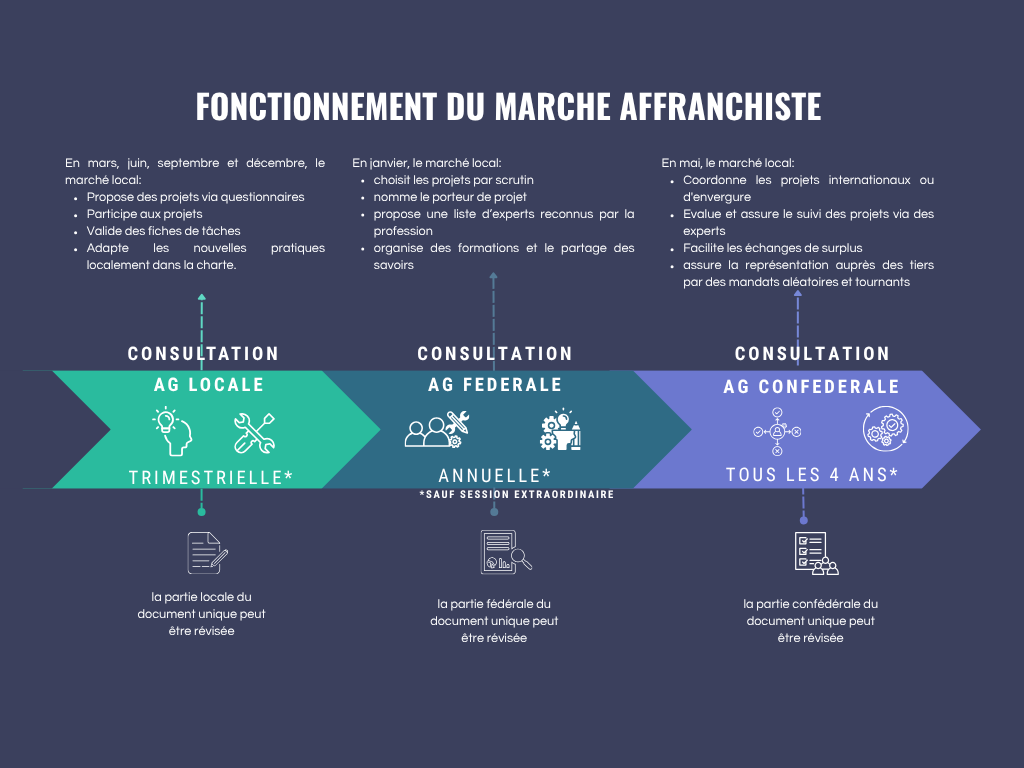 FONCTIONNEMENT DU MARCHE AFFRANCHISTE
En mars, juin, septembre et décembre, le
marché local:
• Propose des projets via questionnaires
• Participe aux projets
• Valide des fiches de tâches
• Adapte les nouvelles pratiques
localement dans la charte.
En janvier, le marché local:
• choisit les projets par scrutin
• nomme le porteur de projet
• propose une liste d'experts reconnus par la
profession
• organise des formations et le partage des
savoirs
En mai, le marché local:
• Coordonne les projets internationaux ou
d'envergure
• Evalue et assure le suivi des projets via des
experts
• Facilite les échanges de surplus
• assure la représentation auprès des tiers
par des mandats aléatoires et tournants
CONSULTATION
AG LOCALE
TRIMESTRIELLE*
CONSULTATION
AG FEDERALE
ANNUELLE*
*SAUF SESSION EXTRAORDINAIRE
CONSULTATION
AG CONFEDERALE
TOUS LES 4 ANS*
la partie locale du
document unique peut
être révisée
la partie fédérale du
document unique peut
être révisée
la partie confédérale du
document unique peut
être révisée